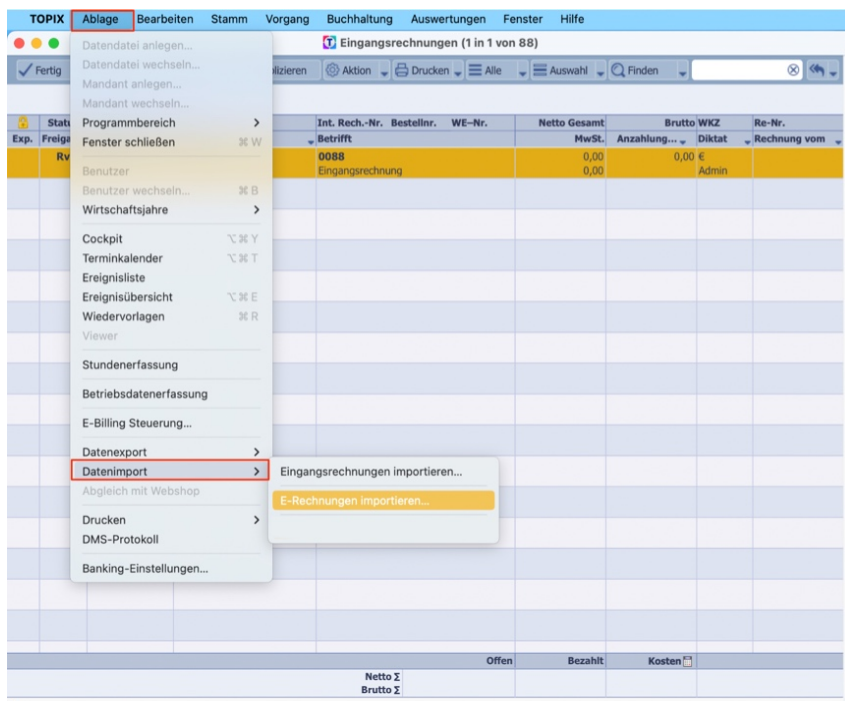 TOPIX Ablage Bearbeiten Stamm Vorgang Buchhaltung Auswertungen Fenster Hilfe
Eingangsrechnungen (1 in 1 von 88)
Fertig lizieren Aktion Drucken Alle Auswahl Finden
Datendatei anlegen...
Datendatei wechseln...
Mandant anlegen...
Mandant wechseln...
Programmbereich
Fenster schließen ⌘ W
Benutzer
Benutzer wechseln... ⌘ B
Wirtschaftsjahre
Cockpit ⌥ ⌘ Y
Terminkalender ⌥ ⌘ T
Ereignisliste
Ereignisübersicht ⌥ ⌘ E
Wiedervorlagen ⌘ R
Viewer
Stundenerfassung
Betriebsdatenerfassung
E-Billing Steuerung...
Datenexport
Datenimport
Abgleich mit Webshop
Drucken
DMS-Protokoll
Banking-Einstellungen...
Eingangsrechnungen importieren...
E-Rechnungen importieren...
Statu Int. Rech.-Nr. Bestellnr. WE-Nr. Netto Gesamt Brutto WKZ Re-Nr.
Exp. Freiga Betrifft MwSt. Anzahlung... Diktat Rechnung vom
Rv 0088 0,00 0,00 €
Eingangsrechnung 0,00 Admin
Offen Bezahlt Kosten
Netto Σ
Brutto Σ